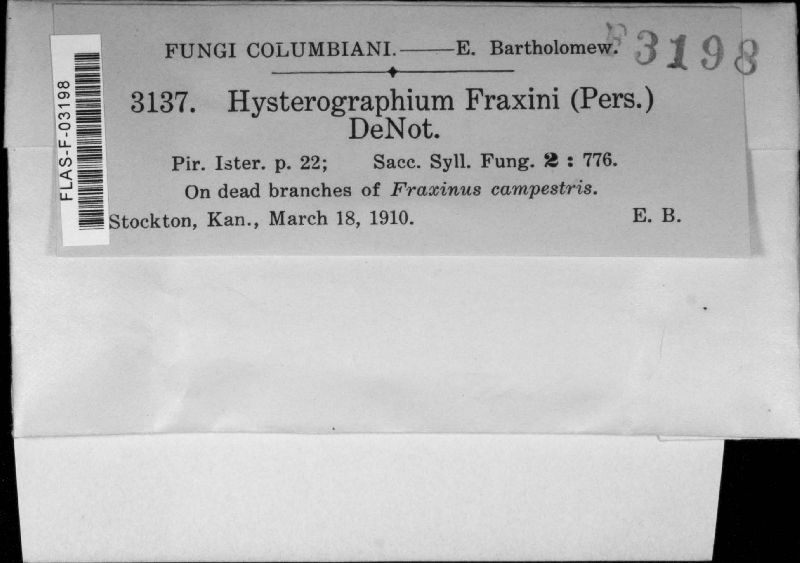 FUNGI COLUMBIANI.——E. Bartholomew.
F 3198
3137. Hysterographium Fraxini (Pers.)
DeNot.
Pir. Ister. p. 22; Sacc. Syll. Fung. 2 : 776.
On dead branches of Fraxinus campestris.
Stockton, Kan., March 18, 1910. E. B.
FLAS-F-03198